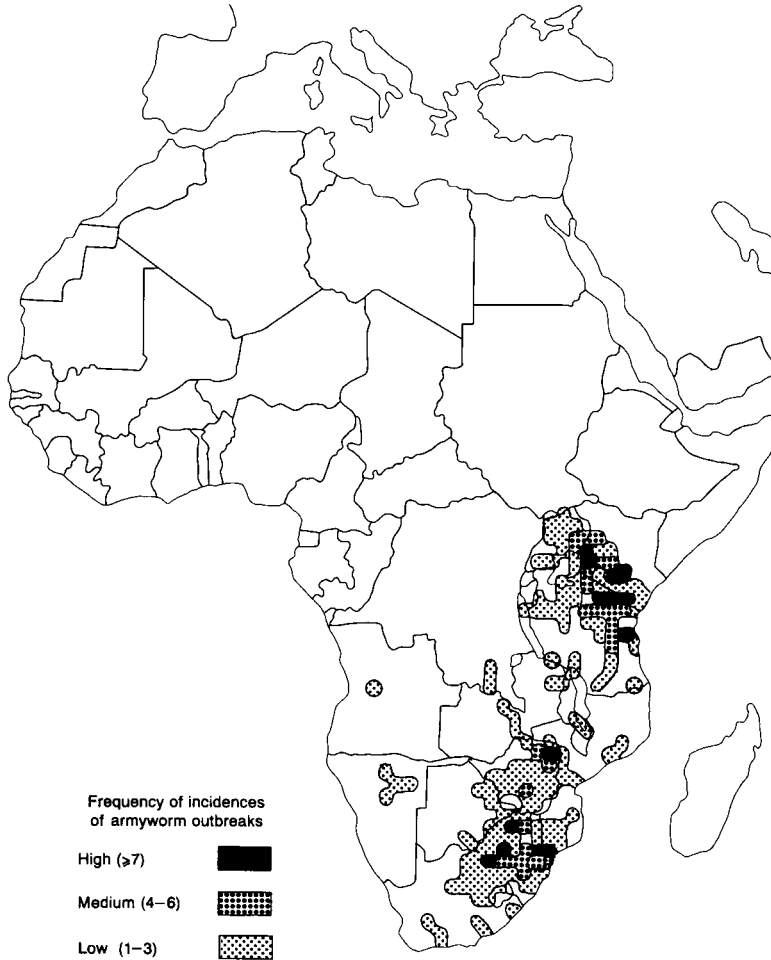 Frequency of incidences
of armyworm outbreaks
High (⩾7)
Medium (4–6)
Low (1–3)